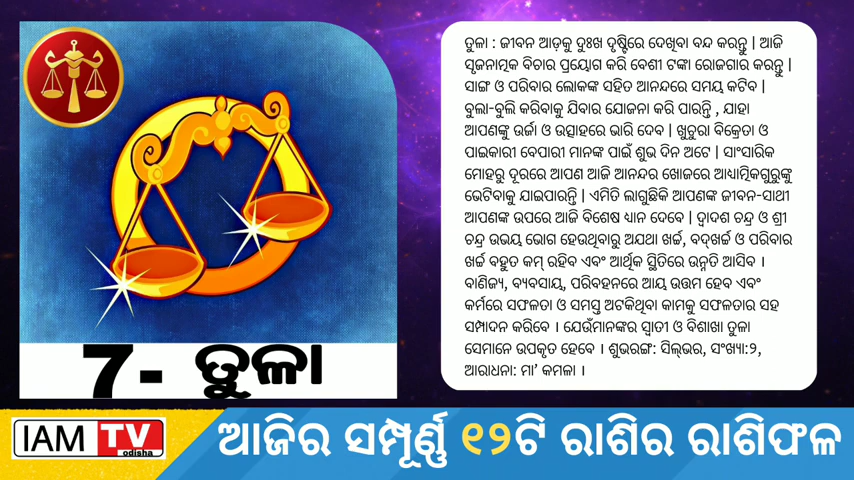 ତୁଳା : ଜୀବନ ଆଡ଼କୁ ଦୁଃଖ ଦୃଷ୍ଟିରେ ଦେଖିବା ବନ୍ଦ କରନ୍ତୁ | ଆଜି
ସୃଜନାତ୍ମକ ବିଚାର ପ୍ରୟୋଗ କରି ବେଶୀ ଟଙ୍କା ରୋଜଗାର କରନ୍ତୁ |
ସାଙ୍ଗ ଓ ପରିବାର ଲୋକଙ୍କ ସହିତ ଆନନ୍ଦରେ ସମୟ କଟିବ |
ବୁଲା-ବୁଲି କରିବାକୁ ଯିବାର ଯୋଜନା କରି ପାରନ୍ତି , ଯାହା
ଆପଣଙ୍କୁ ଉର୍ଜା ଓ ଉତ୍ସାହରେ ଭାରି ଦେବ | ଖୁଚୁରା ବିକ୍ରେତା ଓ
ପାଇକାରୀ ବେପାରୀ ମାନଙ୍କ ପାଇଁ ଶୁଭ ଦିନ ଅଟେ | ସାଂସାରିକ
ମୋହରୁ ଦୂରରେ ଆପଣ ଆଜି ଆନନ୍ଦର ଖୋଜରେ ଆଧ୍ୟାତ୍ମିକଗୁରୁଙ୍କୁ
ଭେଟିବାକୁ ଯାଇପାରନ୍ତି | ଏମିତି ଲାଗୁଛିକି ଆପଣଙ୍କ ଜୀବନ-ସାଥୀ
ଆପଣଙ୍କ ଉପରେ ଆଜି ବିଶେଷ ଧ୍ୟାନ ଦେବେ | ଦ୍ୱାଦଶ ଚନ୍ଦ୍ର ଓ ଶ୍ରୀ
ଚନ୍ଦ୍ର ଉଭୟ ଭୋଗ ହେଉଥିବାରୁ ଅଯଥା ଖର୍ଚ୍ଚ, ବଦ୍‌ଖର୍ଚ୍ଚ ଓ ପରିବାର
ଖର୍ଚ୍ଚ ବହୁତ କମ୍ ରହିବ ଏବଂ ଆର୍ଥିକ ସ୍ଥିତିରେ ଉନ୍ନତି ଆସିବ ।
ବାଣିଜ୍ୟ, ବ୍ୟବସାୟ, ପରିବହନରେ ଆୟ ଉତ୍ତମ ହେବ ଏବଂ
କର୍ମରେ ସଫଳତା ଓ ସମସ୍ତ ଅଟକିଥିବା କାମକୁ ସଫଳତାର ସହ
ସମ୍ପାଦନ କରିବେ । ଯେଉଁମାନଙ୍କର ସ୍ୱାତୀ ଓ ବିଶାଖା ତୁଳା
ସେମାନେ ଉପକୃତ ହେବେ । ଶୁଭରଙ୍ଗ: ସିଲ୍‌ଭର, ସଂଖ୍ୟା:୨,
ଆରାଧନା: ମା’ କମଳା ।
7- ତୁଳା
IAM TV
odisha
ଆଜିର ସମ୍ପୂର୍ଣ୍ଣ ୧୨ଟି ରାଶିର ରାଶିଫଳ